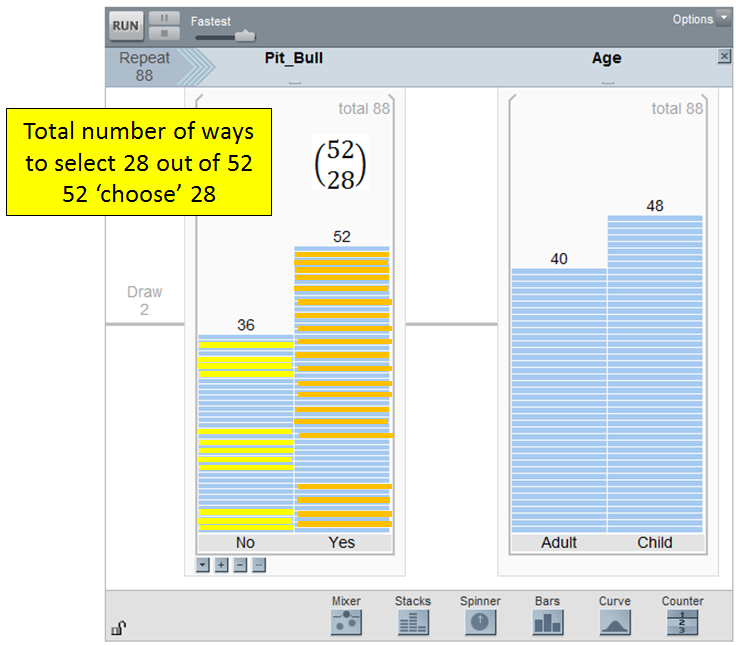 RUN
Fastest
Options
Repeat
88
Pit_Bull
Age
total 88
total 88
Total number of ways
to select 28 out of 52
52 ‘choose’ 28
52
28
52
48
40
36
Draw
2
No
Yes
Adult
Child
Mixer
Stacks
Spinner
Bars
Curve
Counter
1
2
3